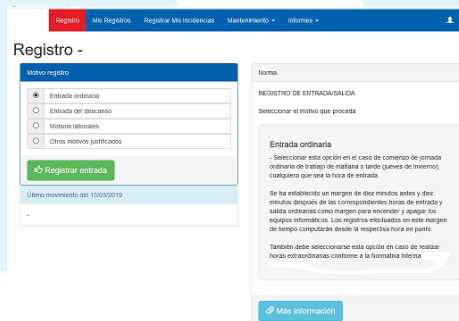 Registro Mis Registros Registrar Mis Incidencias Mantenimiento Informes
Registro -
Motivo registro
Entrada ordinaria
Entrada del descanso
Motivos laborales
Otros motivos justificados
Registrar entrada
Último movimiento del 15/03/2019
-
Norma
REGISTRO DE ENTRADA/SALIDA
Seleccionar el motivo que proceda
Entrada ordinaria
- Seleccionar esta opción en el caso de comienzo de jornada
ordinaria de trabajo de mañana o tarde (jueves de invierno),
cualquiera que sea la hora de entrada.
Se ha establecido un margen de diez minutos antes y diez
minutos después de las correspondientes horas de entrada y
salida ordinarias como margen para encender y apagar los
equipos informáticos. Los registros efectuados en este margen
de tiempo computarán desde la respectiva hora en punto.
También debe seleccionarse esta opción en caso de realizar
horas extraordinarias conforme a la Normativa Interna
Más información